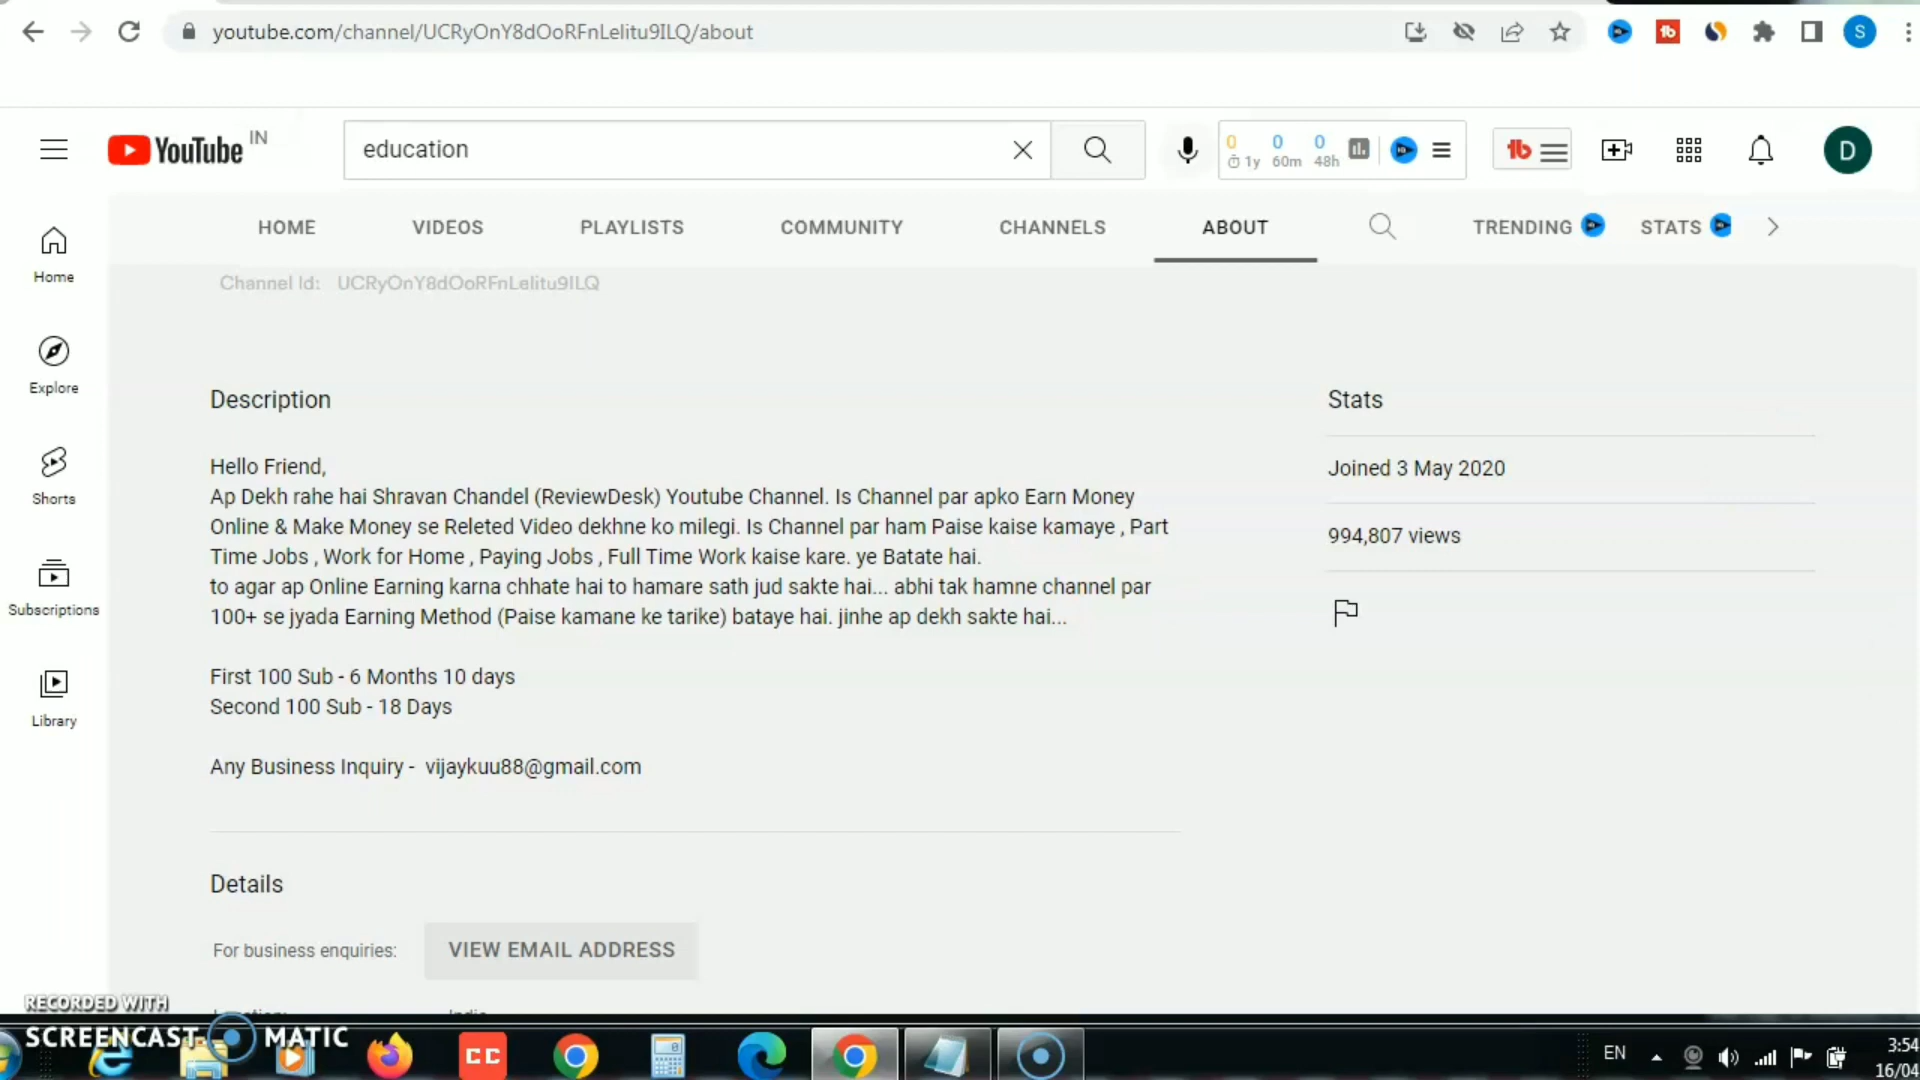 youtube.com/channel/UCRyOnY8dOoRFnLelitu9ILQ/about
S
YouTube IN
education
0 0 0
1y 60m 48h
D
HOME VIDEOS PLAYLISTS COMMUNITY CHANNELS ABOUT TRENDING STATS
Home
Explore
Shorts
Subscriptions
Library
Channel Id: UCRyOnY8dOoRFnLelitu9ILQ
Description
Hello Friend,
Ap Dekh rahe hai Shravan Chandel (ReviewDesk) Youtube Channel. Is Channel par apko Earn Money
Online & Make Money se Releted Video dekhne ko milegi. Is Channel par ham Paise kaise kamaye , Part
Time Jobs , Work for Home , Paying Jobs , Full Time Work kaise kare. ye Batate hai.
to agar ap Online Earning karna chhate hai to hamare sath jud sakte hai... abhi tak hamne channel par
100+ se jyada Earning Method (Paise kamane ke tarike) bataye hai. jinhe ap dekh sakte hai...
First 100 Sub - 6 Months 10 days
Second 100 Sub - 18 Days
Any Business Inquiry - vijaykuu88@gmail.com
Stats
Joined 3 May 2020
994,807 views
Details
For business enquiries: VIEW EMAIL ADDRESS
RECORDED WITH
SCREENCAST MATIC
CC
EN
3:54
16/04